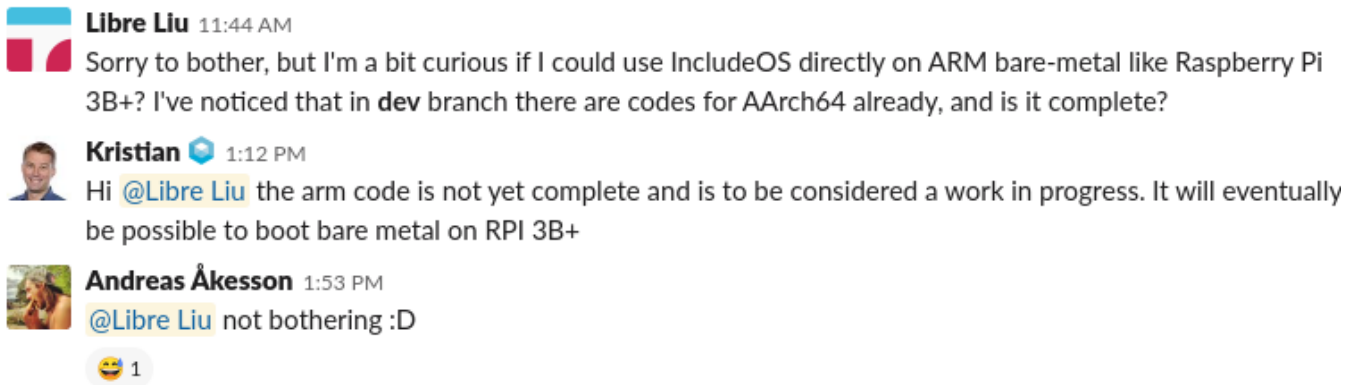 Libre Liu 11:44 AM
Sorry to bother, but I'm a bit curious if I could use IncludeOS directly on ARM bare-metal like Raspberry Pi
3B+? I've noticed that in dev branch there are codes for AArch64 already, and is it complete?
Kristian 1:12 PM
Hi @Libre Liu the arm code is not yet complete and is to be considered a work in progress. It will eventually
be possible to boot bare metal on RPI 3B+
Andreas Åkesson 1:53 PM
@Libre Liu not bothering :D
😅 1